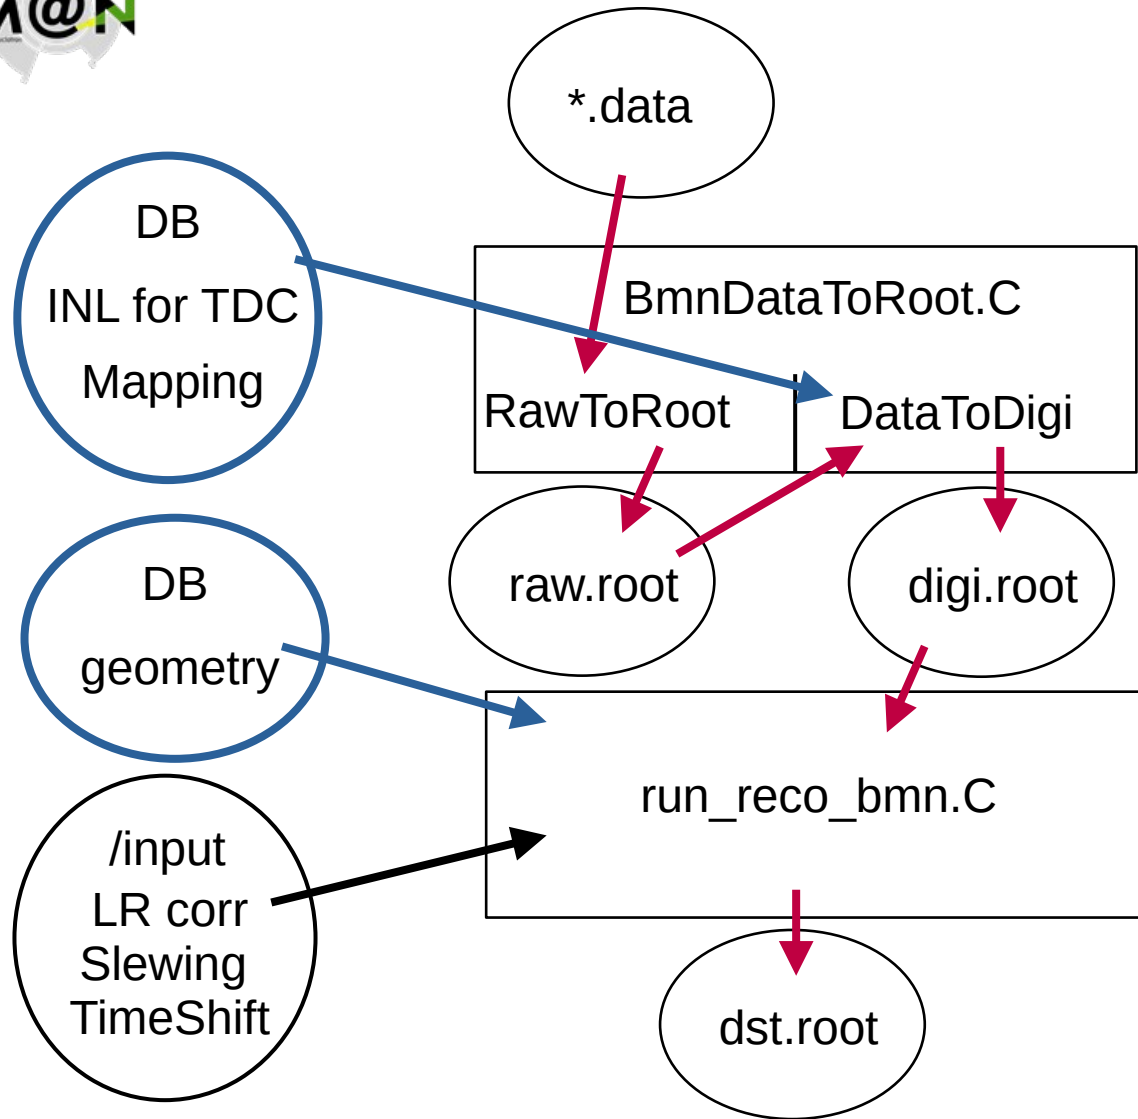 M@N
*.data
DB
INL for TDC
Mapping
BmnDataToRoot.C
RawToRoot
DataToDigi
raw.root
digi.root
DB
geometry
run_reco_bmn.C
/input
LR corr
Slewing
TimeShift
dst.root